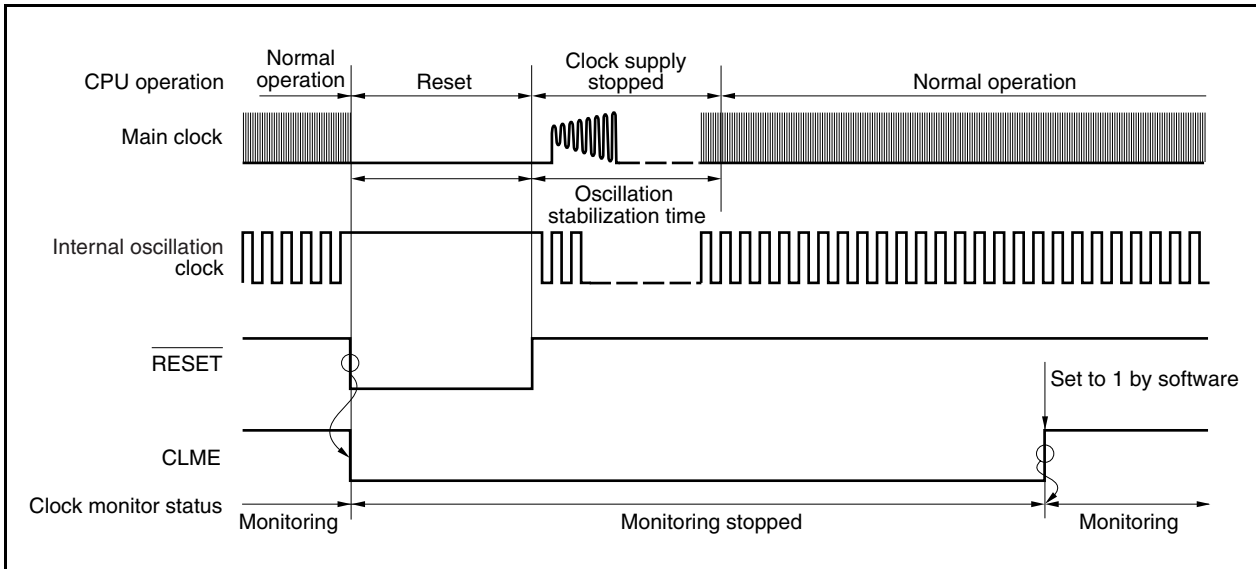 Normal
operation
CPU operation
Reset
Clock supply
stopped
Normal operation
Main clock
Oscillation
stabilization time
Internal oscillation
clock
RESET
Set to 1 by software
CLME
Clock monitor status
Monitoring
Monitoring stopped
Monitoring